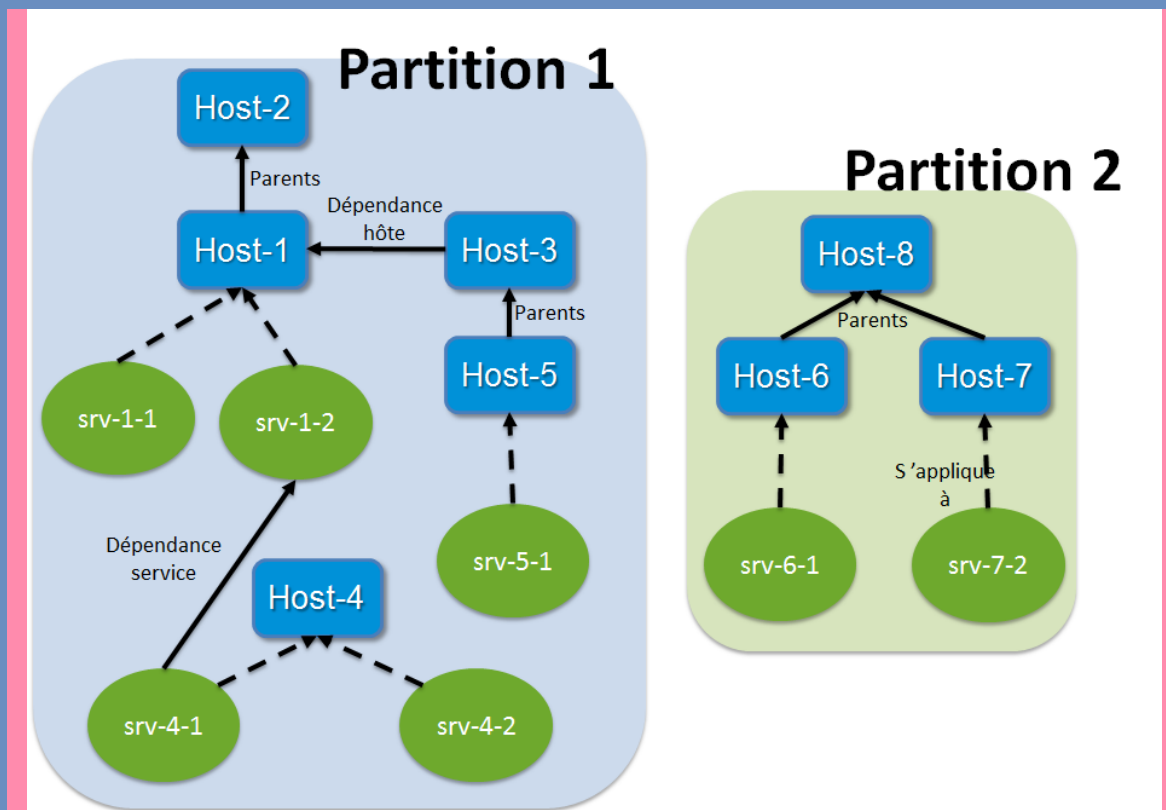 Partition 1
Host-2
Parents
Dépendance
hôte
Host-1
Host-3
Parents
Host-5
srv-1-1
srv-1-2
Dépendance
service
srv-5-1
Host-4
srv-4-1
srv-4-2
Partition 2
Host-8
Parents
Host-6
Host-7
S ’applique
à
srv-6-1
srv-7-2